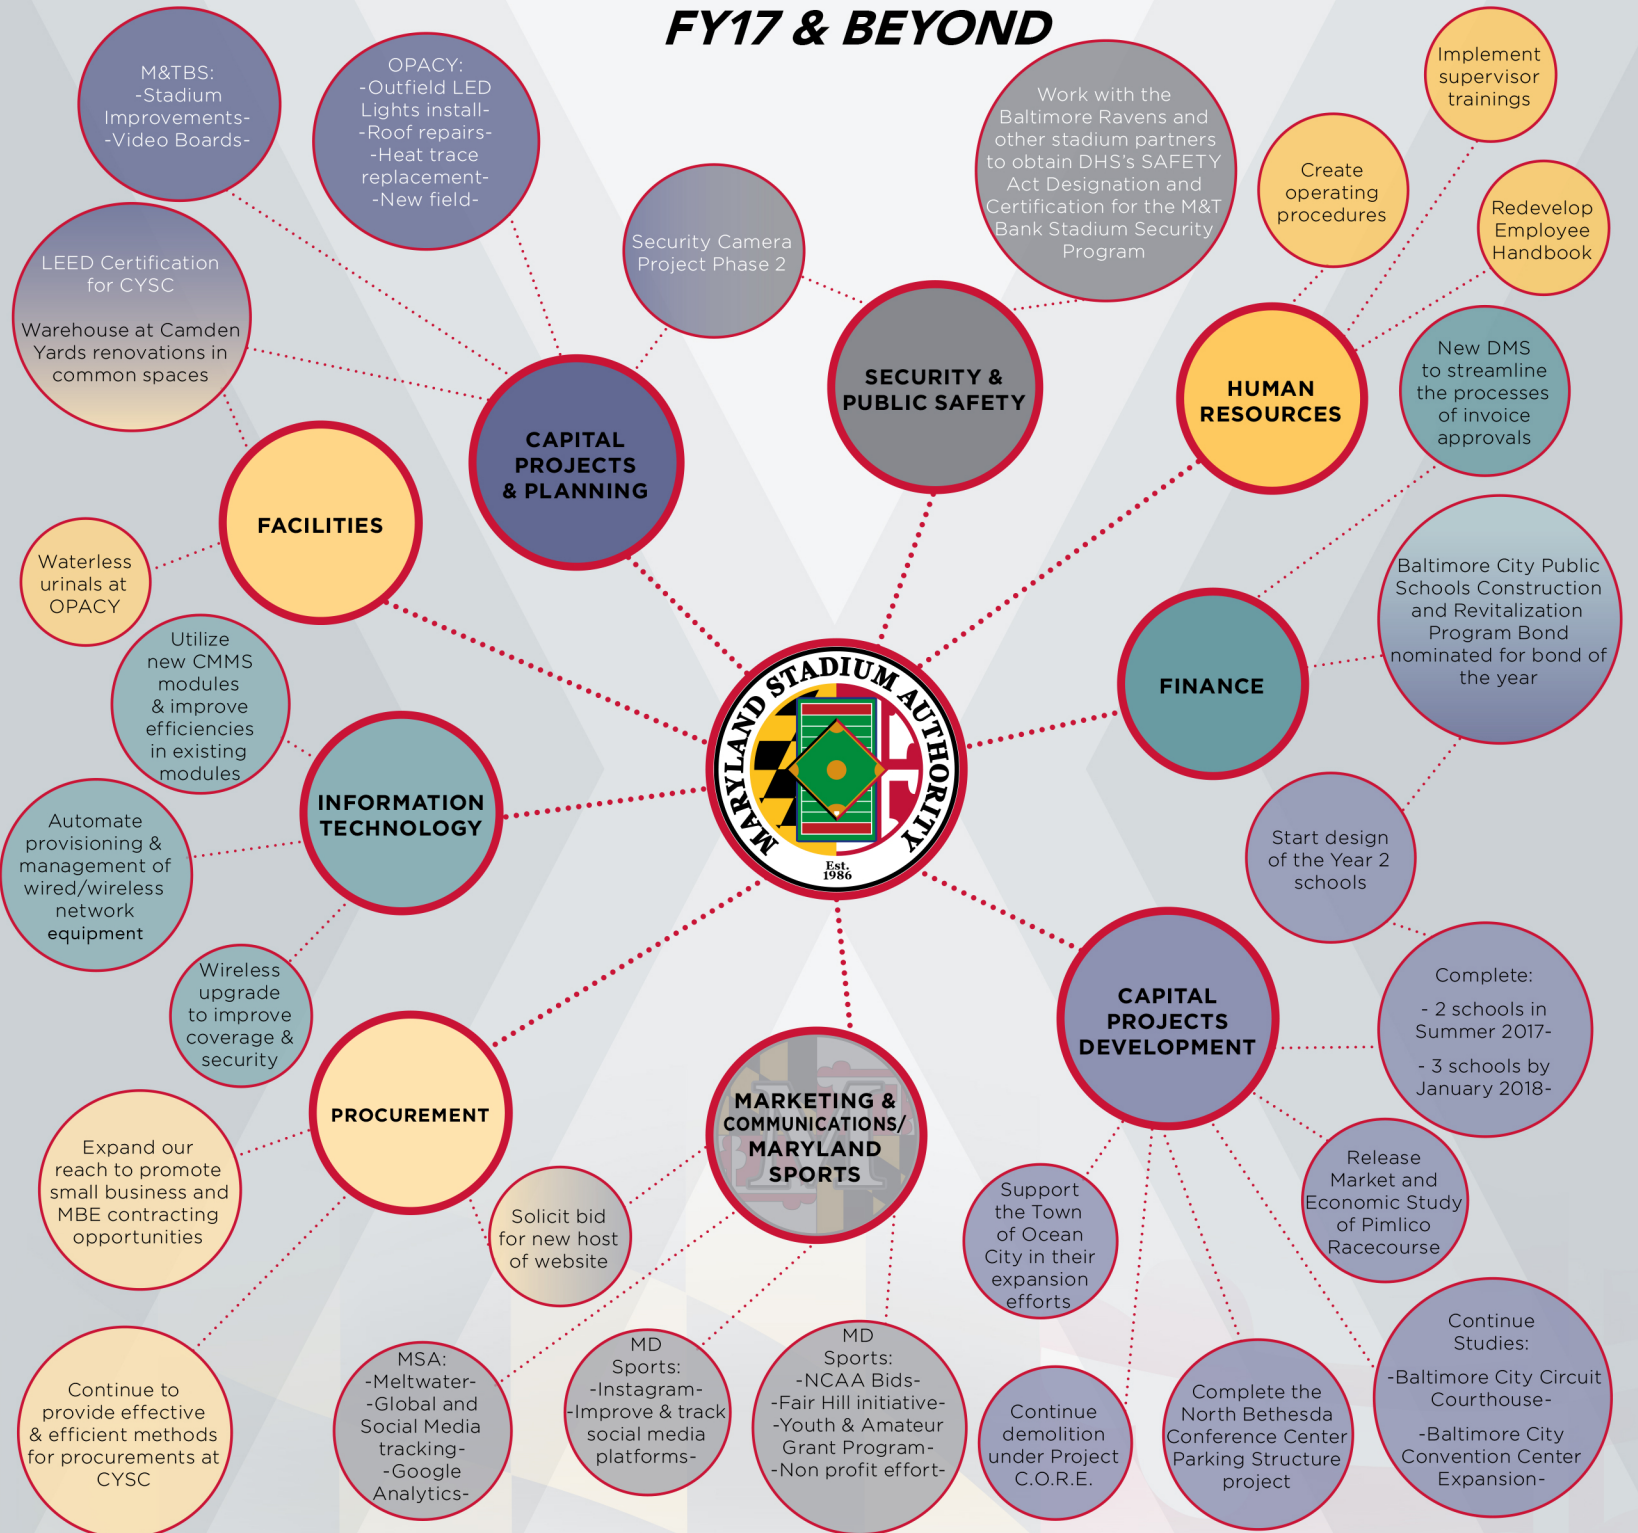 FY17 & BEYOND
M&TBS:
-Stadium
Improvements-
-Video Boards-
OPACY:
-Outfield LED
Lights install-
-Roof repairs-
-Heat trace
replacement-
-New field-
Security Camera
Project Phase 2
Work with the
Baltimore Ravens and
other stadium partners
to obtain DHS's SAFETY
Act Designation and
Certification for the M&T
Bank Stadium Security
Program
Implement
supervisor
trainings
Create
operating
procedures
Redevelop
Employee
Handbook
LEED Certification
for CYSC
Warehouse at Camden
Yards renovations in
common spaces
CAPITAL
PROJECTS
& PLANNING
SECURITY &
PUBLIC SAFETY
HUMAN
RESOURCES
New DMS
to streamline
the processes
of invoice
approvals
FACILITIES
Waterless
urinals at
OPACY
Baltimore City Public
Schools Construction
and Revitalization
Program Bond
nominated for bond of
the year
FINANCE
Utilize
new CMMS
modules
& improve
efficiencies
in existing
modules
MARYLAND STADIUM AUTHORITY
Est.
1986
INFORMATION
TECHNOLOGY
Automate
provisioning &
management of
wired/wireless
network
equipment
Start design
of the Year 2
schools
Wireless
upgrade
to improve
coverage &
security
CAPITAL
PROJECTS
DEVELOPMENT
Complete:
- 2 schools in
Summer 2017-
- 3 schools by
January 2018-
PROCUREMENT
MARKETING &
COMMUNICATIONS/
MARYLAND
SPORTS
M
Expand our
reach to promote
small business and
MBE contracting
opportunities
Solicit bid
for new host
of website
Support
the Town
of Ocean
City in their
expansion
efforts
Release
Market and
Economic Study
of Pimlico
Racecourse
Continue to
provide effective
& efficient methods
for procurements at
CYSC
MSA:
-Meltwater-
-Global and
Social Media
tracking-
-Google
Analytics-
MD
Sports:
-Instagram-
-Improve & track
social media
platforms-
MD
Sports:
-NCAA Bids-
-Fair Hill initiative-
-Youth & Amateur
Grant Program-
-Non profit effort-
Continue
demolition
under Project
C.O.R.E.
Complete the
North Bethesda
Conference Center
Parking Structure
project
Continue
Studies:
-Baltimore City Circuit
Courthouse-
-Baltimore City
Convention Center
Expansion-